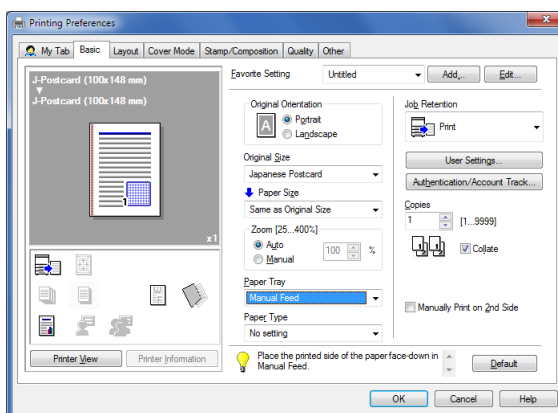 Printing Preferences
My Tab
Basic
Layout
Cover Mode
Stamp/Composition
Quality
Other
J-Postcard (100x148 mm)
J-Postcard (100x148 mm)
1
x1
Printer View
Printer Information
Favorite Setting
Untitled
Add...
Edit...
Original Orientation
A
Portrait
Landscape
Original Size
Japanese Postcard
Paper Size
Same as Original Size
Zoom [25...400%]
Auto
Manual
100
%
Paper Tray
Manual Feed
Paper Type
No setting
Job Retention
Print
User Settings...
Authentication/Account Track...
Copies
1
[1...9999]
Collate
Manually Print on 2nd Side
Place the printed side of the paper face-down in
Manual Feed.
Default
OK
Cancel
Help